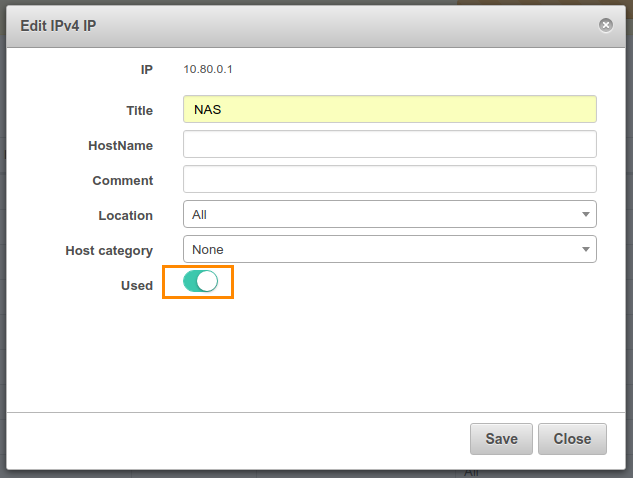 Edit IPv4 IP
IP 10.80.0.1
Title NAS
HostName
Comment
Location All
Host category None
Used
Save Close
All